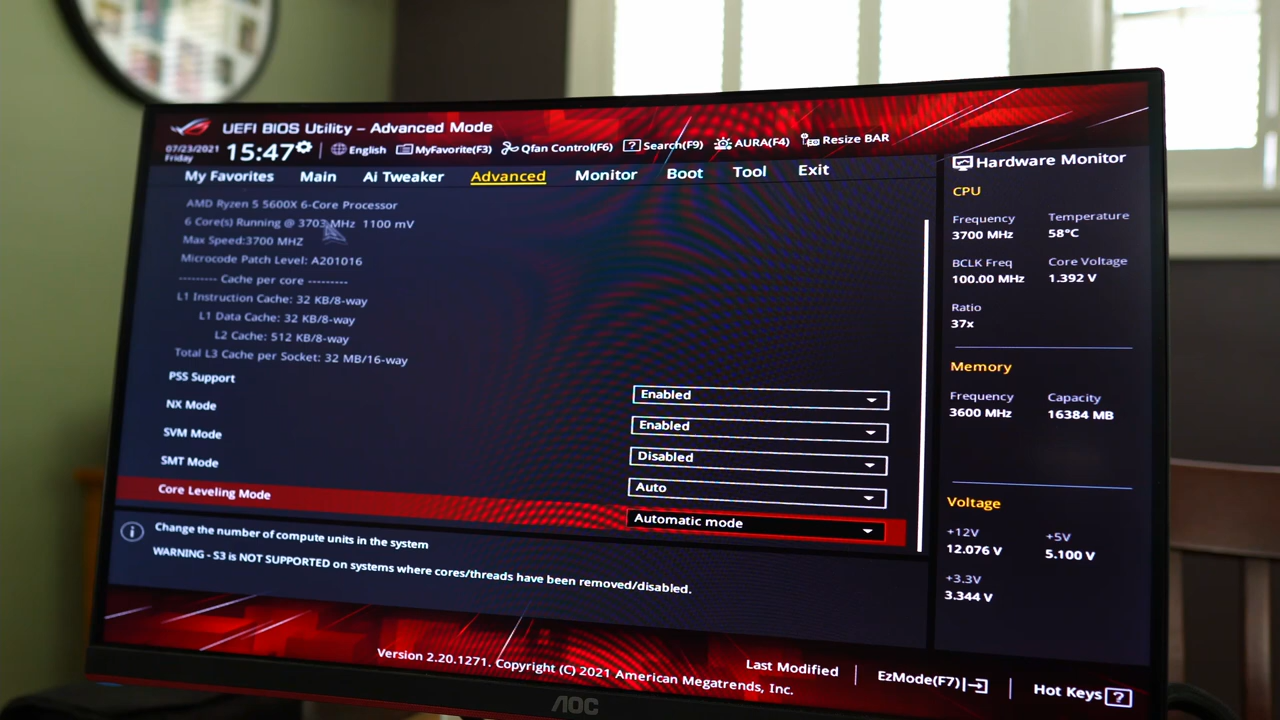 UEFI BIOS Utility – Advanced Mode
07/23/2021
Friday
15:47
English
MyFavorite(F3)
Qfan Control(F6)
Search(F9)
AURA(F4)
Resize BAR
My Favorites
Main
Ai Tweaker
Advanced
Monitor
Boot
Tool
Exit
AMD Ryzen 5 5600X 6-Core Processor
6 Core(s) Running @ 3703 MHz 1100 mV
Max Speed:3700 MHZ
Microcode Patch Level: A201016
--------- Cache per core --------
L1 Instruction Cache: 32 KB/8-way
L1 Data Cache: 32 KB/8-way
L2 Cache: 512 KB/8-way
Total L3 Cache per Socket: 32 MB/16-way
PSS Support
Enabled
NX Mode
Enabled
SVM Mode
Disabled
SMT Mode
Auto
Core Leveling Mode
Automatic mode
Change the number of compute units in the system
WARNING - S3 is NOT SUPPORTED on systems where cores/threads have been removed/disabled.
Hardware Monitor
CPU
Frequency
Temperature
3700 MHz
58°C
BCLK Freq
Core Voltage
100.00 MHz
1.392 V
Ratio
37x
Memory
Frequency
Capacity
3600 MHz
16384 MB
Voltage
+12V
+5V
12.076 V
5.100 V
+3.3V
3.344 V
Version 2.20.1271. Copyright (C) 2021 American Megatrends, Inc.
Last Modified
EzMode(F7)
Hot Keys ?
AOC